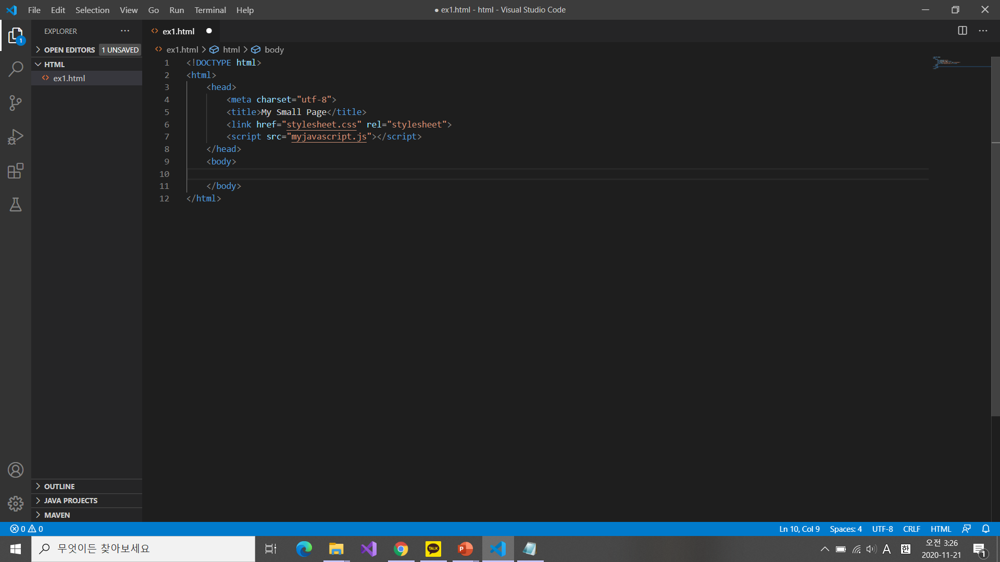 File Edit Selection View Go Run Terminal Help
● ex1.html - html - Visual Studio Code
EXPLORER
OPEN EDITORS 1 UNSAVED
HTML
ex1.html
OUTLINE
JAVA PROJECTS
MAVEN
ex1.html
ex1.html > html > body
1 <!DOCTYPE html>
2 <html>
3     <head>
4         <meta charset="utf-8">
5         <title>My Small Page</title>
6         <link href="stylesheet.css" rel="stylesheet">
7         <script src="myjavascript.js"></script>
8     </head>
9     <body>
10
11     </body>
12 </html>
1
0 0
Ln 10, Col 9 Spaces: 4 UTF-8 CRLF HTML
무엇이든 찾아보세요
TALK
P
A 한
오전 3:26
2020-11-21
1